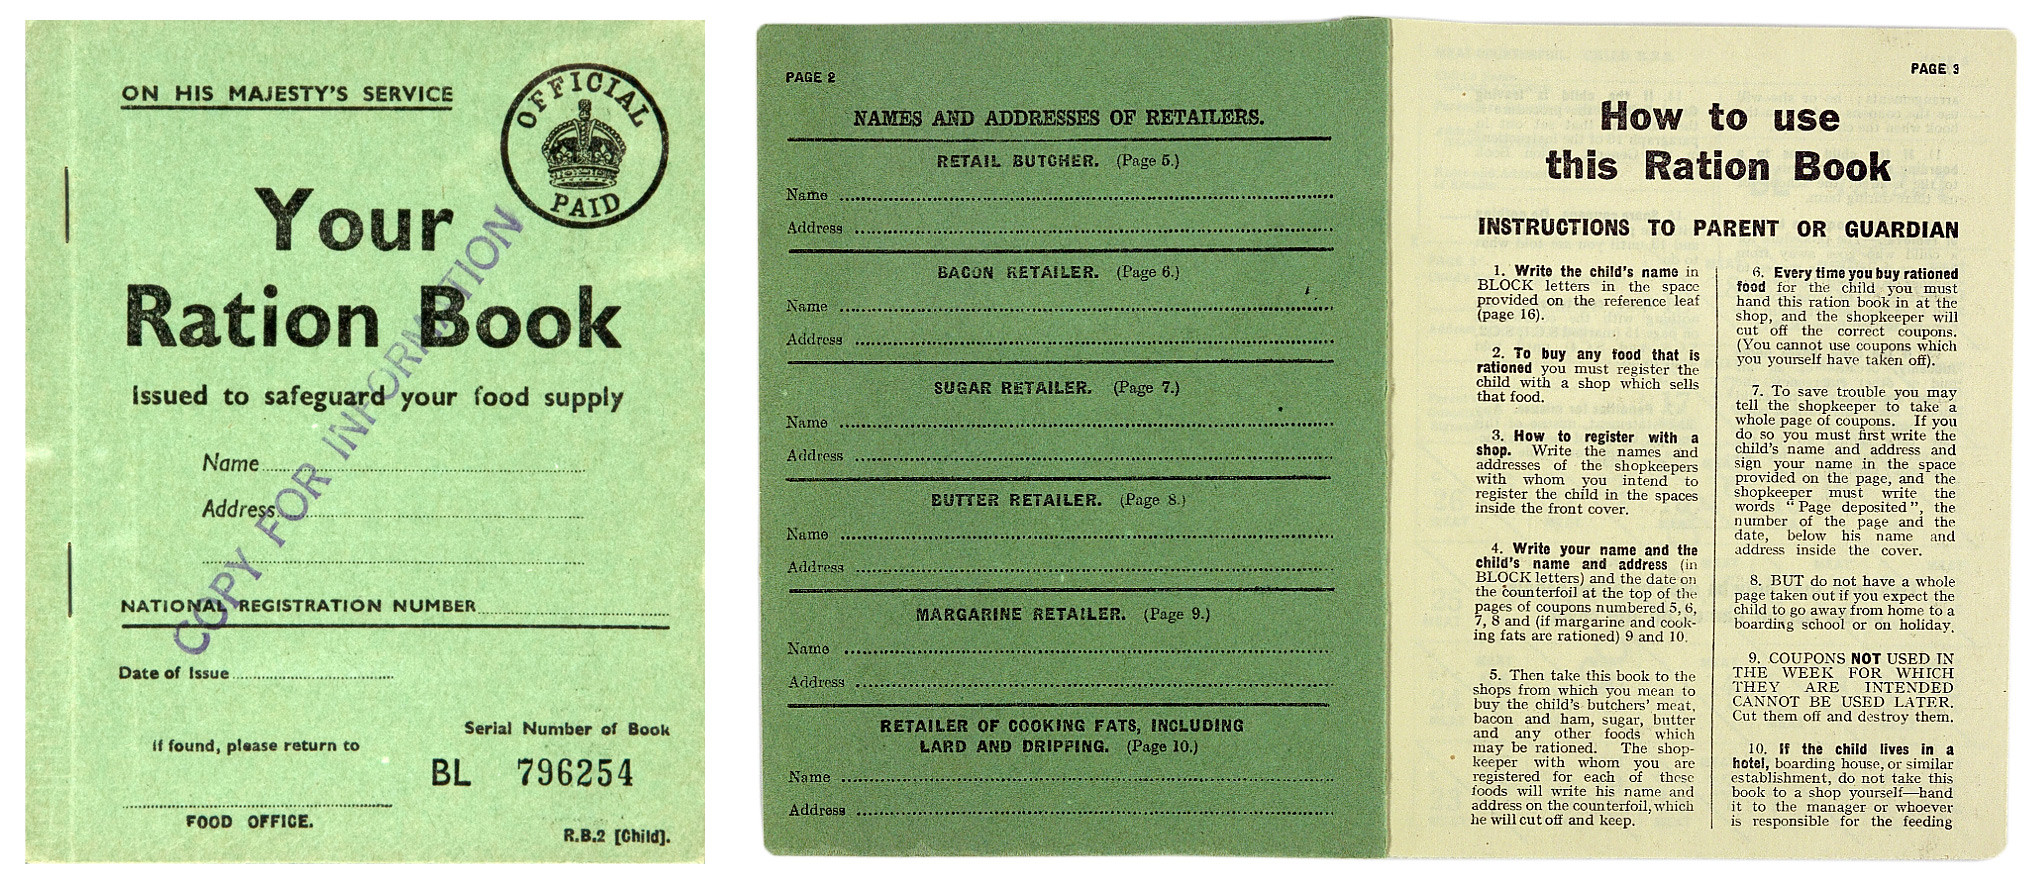 ON HIS MAJESTY'S SERVICE
OFFICIAL
PAID
Your
Ration Book
Issued to safeguard your food supply
Name
Address
COPY FOR INFORMATION
NATIONAL REGISTRATION NUMBER
Date of Issue
Serial Number of Book
If found, please return to
BL 796254
FOOD OFFICE.
R.B.2 [Child].
PAGE 2
NAMES AND ADDRESSES OF RETAILERS.
RETAIL BUTCHER. (Page 5.)
Name
Address
BACON RETAILER. (Page 6.)
Name
Address
SUGAR RETAILER. (Page 7.)
Name
Address
BUTTER RETAILER. (Page 8.)
Name
Address
MARGARINE RETAILER. (Page 9.)
Name
Address
RETAILER OF COOKING FATS, INCLUDING
LARD AND DRIPPING. (Page 10.)
Name
Address
PAGE 3
How to use
this Ration Book
INSTRUCTIONS TO PARENT OR GUARDIAN
1. Write the child's name in
BLOCK letters in the space
provided on the reference leaf
(page 16).
2. To buy any food that is
rationed you must register the
child with a shop which sells
that food.
3. How to register with a
shop. Write the names and
addresses of the shopkeepers
with whom you intend to
register the child in the spaces
inside the front cover.
4. Write your name and the
child's name and address (in
BLOCK letters) and the date on
the counterfoil at the top of the
pages of coupons numbered 5, 6,
7, 8 and (if margarine and cook-
ing fats are rationed) 9 and 10.
5. Then take this book to the
shops from which you mean to
buy the child's butchers' meat,
bacon and ham, sugar, butter
and any other foods which
may be rationed. The shop-
keeper with whom you are
registered for each of these
foods will write his name and
address on the counterfoil, which
he will cut off and keep.
6. Every time you buy rationed
food for the child you must
hand this ration book in at the
shop, and the shopkeeper will
cut off the correct coupons.
(You cannot use coupons which
you yourself have taken off).
7. To save trouble you may
tell the shopkeeper to take a
whole page of coupons. If you
do so you must first write the
child's name and address and
sign your name in the space
provided on the page, and the
shopkeeper must write the
words "Page deposited", the
number of the page and the
date, below his name and
address inside the cover.
8. BUT do not have a whole
page taken out if you expect the
child to go away from home to a
boarding school or on holiday.
9. COUPONS NOT USED IN
THE WEEK FOR WHICH
THEY ARE INTENDED
CANNOT BE USED LATER.
Cut them off and destroy them.
10. If the child lives in a
hotel, boarding house, or similar
establishment, do not take this
book to a shop yourself—hand
it to the manager or whoever
is responsible for the feeding